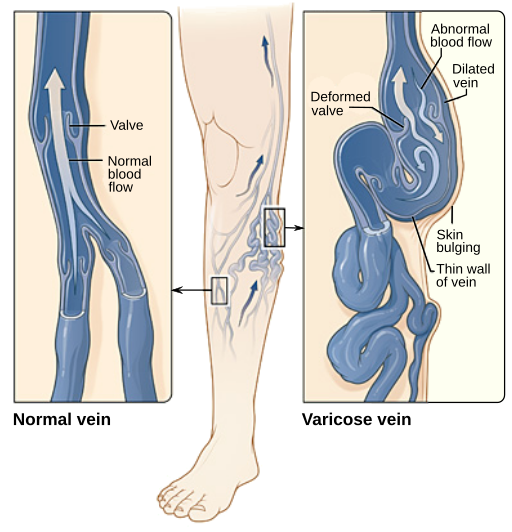 Valve
Normal
blood
flow
Normal vein
Abnormal
blood flow
Dilated
vein
Deformed
valve
Skin
bulging
Thin wall
of vein
Varicose vein